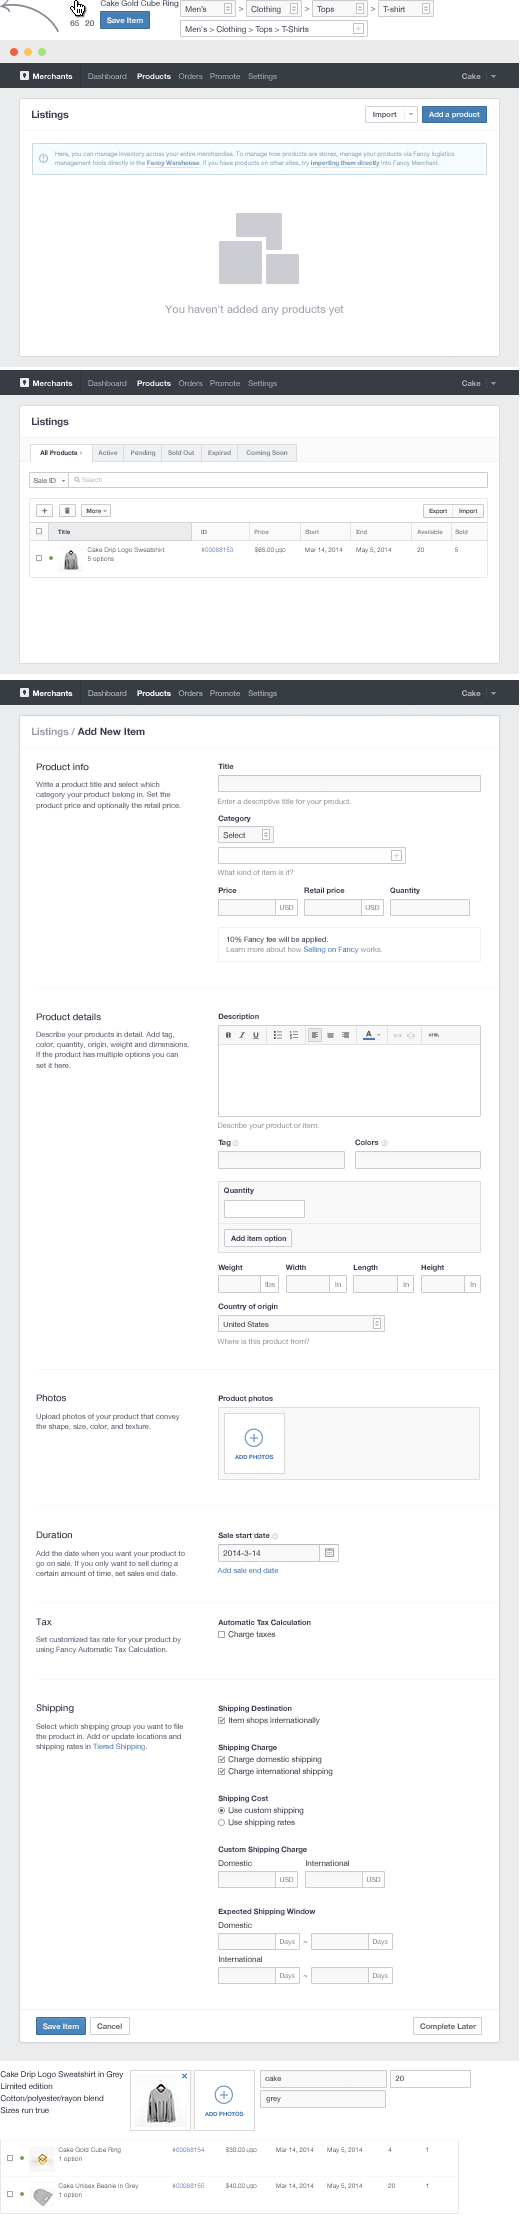 Cake Gold Cube Ring
65 20
Save Item
Men's > Clothing > Tops > T-shirt
Men's > Clothing > Tops > T-Shirts
Merchants Dashboard Products Orders Promote Settings Cake
Listings Import Add a product
Here, you can manage inventory across your entire merchandise. To manage how products are stores, manage your products via Fancy logistics
management tools directly in the Fancy Warehouse. If you have products on other sites, try importing them directly into Fancy Merchant.
You haven't added any products yet
Merchants Dashboard Products Orders Promote Settings Cake
Listings
All Products Active Pending Sold Out Expired Coming Soon
Sale ID Search
More Export Import
Title ID Price Start End Available Sold
Cake Drip Logo Sweatshirt #00088153 $65.00 USD Mar 14, 2014 May 5, 2014 20 5
5 options
Merchants Dashboard Products Orders Promote Settings Cake
Listings / Add New Item
Product info
Write a product title and select which
category your product belong in. Set the
product price and optionally the retail price.
Title
Enter a descriptive title for your product.
Category
Select
What kind of item is it?
Price Retail price Quantity
USD USD
10% Fancy fee will be applied.
Learn more about how Selling on Fancy works.
Product details
Describe your products in detail. Add tag,
color, quantity, origin, weight and dimensions.
If the product has multiple options you can
set it here.
Description
B I U A HTML
Describe your product or item.
Tag Colors
Quantity
Add item option
Weight Width Length Height
lbs In In In
Country of origin
United States
Where is this product from?
Photos
Upload photos of your product that convey
the shape, size, color, and texture.
Product photos
ADD PHOTOS
Duration
Add the date when you want your product to
go on sale. If you only want to sell during a
certain amount of time, set sales end date.
Sale start date
2014-3-14
Add sale end date
Tax
Set customized tax rate for your product by
using Fancy Automatic Tax Calculation.
Automatic Tax Calculation
Charge taxes
Shipping
Select which shipping group you want to file
the product in. Add or update locations and
shipping rates in Tiered Shipping.
Shipping Destination
Item shops internationally
Shipping Charge
Charge domestic shipping
Charge international shipping
Shipping Cost
Use custom shipping
Use shipping rates
Custom Shipping Charge
Domestic International
USD USD
Expected Shipping Window
Domestic
Days ~ Days
International
Days ~ Days
Save Item Cancel Complete Later
Cake Drip Logo Sweatshirt in Grey
Limited edition
Cotton/polyester/rayon blend
Sizes run true
ADD PHOTOS
cake 20
grey
Cake Gold Cube Ring #00088154 $30.00 USD Mar 14, 2014 May 5, 2014 4 1
1 option
Cake Unisex Beanie in Grey #00088155 $40.00 USD Mar 14, 2014 May 5, 2014 20 1
1 option